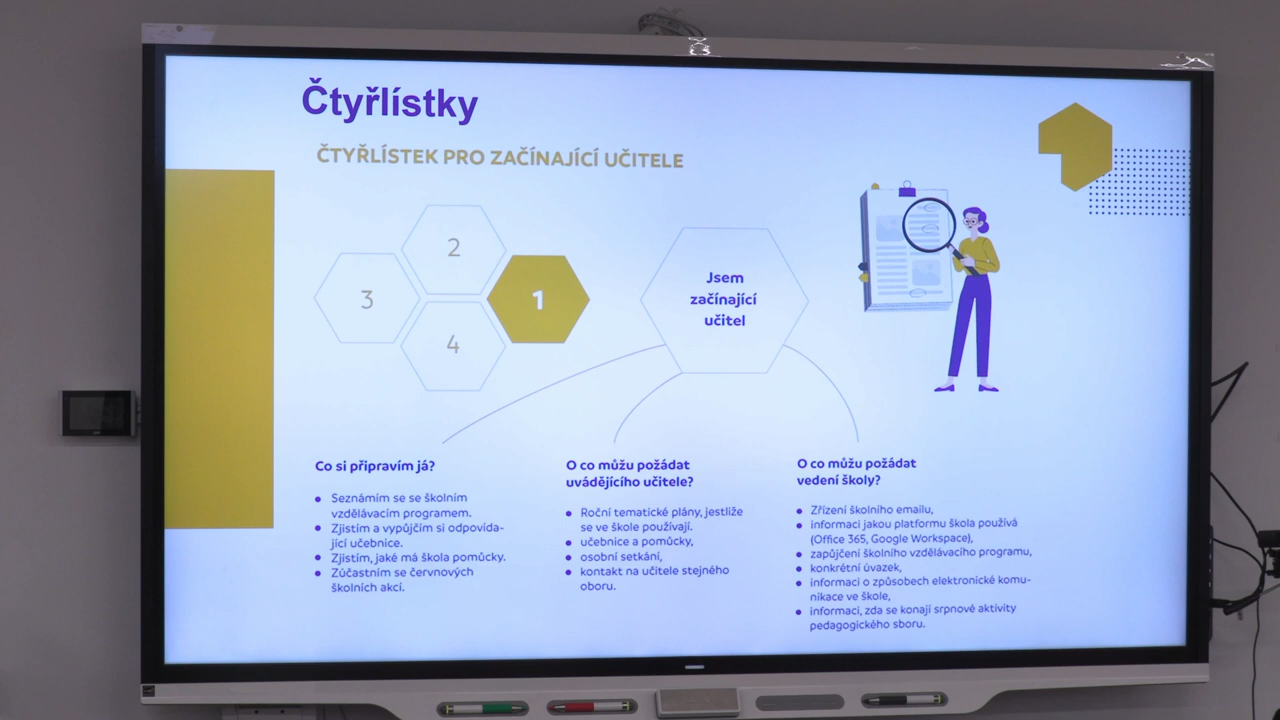 Čtyřlístky
ČTYŘLÍSTEK PRO ZAČÍNAJÍCÍ UČITELE
2
3
1
4
Jsem
začínající
učitel
Co si připravím já?
Seznámím se se školním
vzdělávacím programem.
Zjistím a vypůjčím si odpovída-
jící učebnice.
Zjistím, jaké má škola pomůcky.
Zúčastním se červnových
školních akcí.
O co můžu požádat
uvádějícího učitele?
Roční tematické plány, jestliže
se ve škole používají.
učebnice a pomůcky,
osobní setkání,
kontakt na učitele stejného
oboru.
O co můžu požádat
vedení školy?
Zřízení školního emailu,
informaci jakou platformu škola používá
(Office 365, Google Workspace),
zapůjčení školního vzdělávacího programu,
konkrétní úvazek,
informaci o způsobech elektronické komu-
nikace ve škole,
informaci, zda se konají srpnové aktivity
pedagogického sboru.